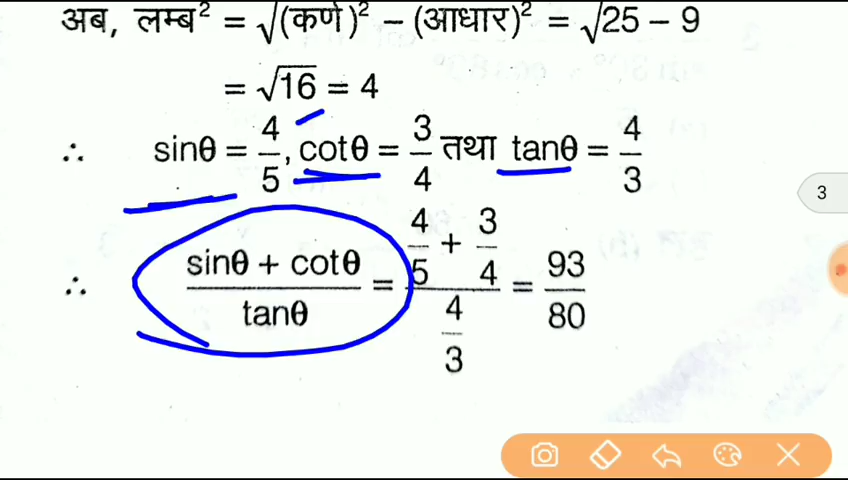 अब, लम्ब² = √(कर्ण)² − (आधार)² = √25 − 9
= √16 = 4
∴ sinθ = 4/5, cotθ = 3/4 तथा tanθ = 4/3
3
∴ (sinθ + cotθ)/tanθ = (4/5 + 3/4)/(4/3) = 93/80